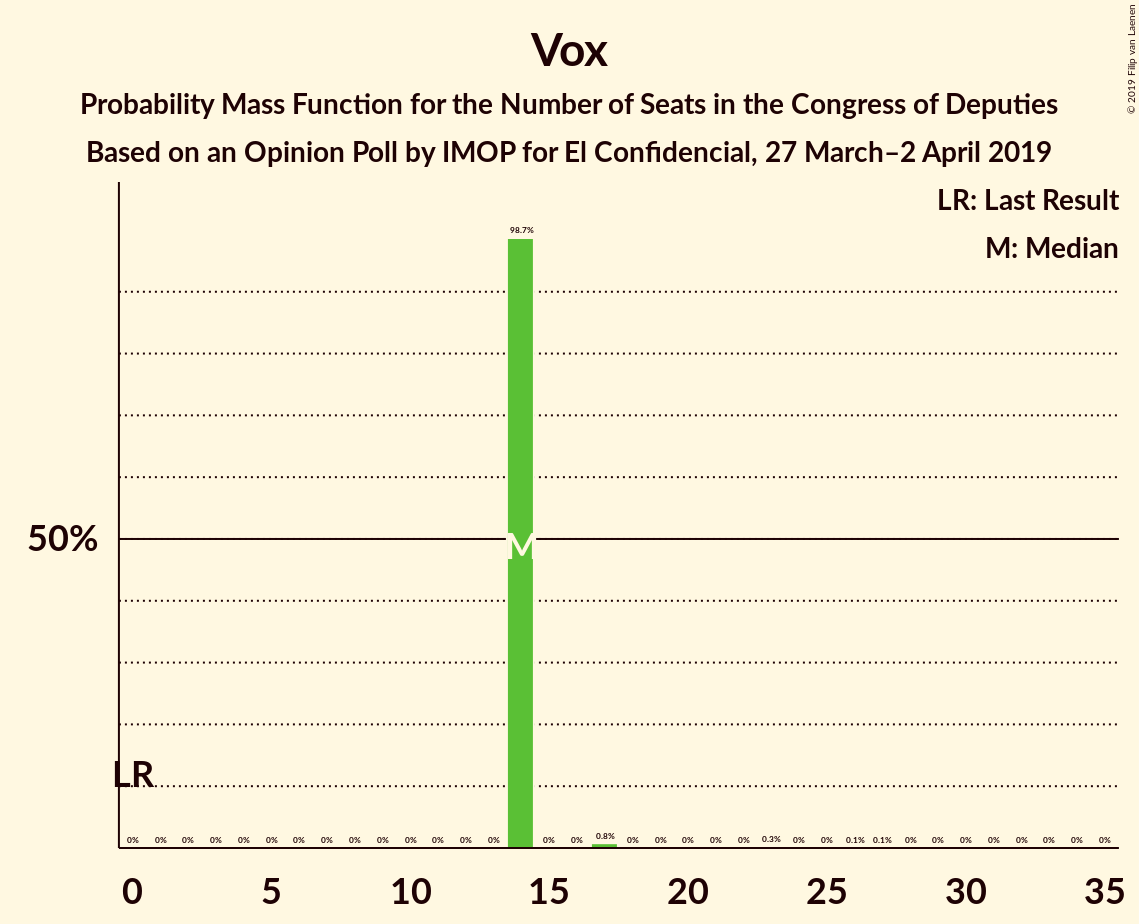 © 2019 Filip van Laenen
Vox
Probability Mass Function for the Number of Seats in the Congress of Deputies
Based on an Opinion Poll by IMOP for El Confidencial, 27 March–2 April 2019
LR: Last Result
M: Median
98.7%
50%
M
LR
0% 0% 0% 0% 0% 0% 0% 0% 0% 0% 0% 0% 0% 0% 0% 0% 0.8% 0% 0% 0% 0% 0% 0.3% 0% 0% 0.1% 0.1% 0% 0% 0% 0% 0% 0% 0% 0%
0 5 10 15 20 25 30 35